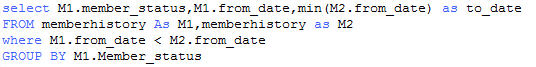 select M1.member_status,M1.from_date,min(M2.from_date) as to_date
FROM memberhistory As M1,memberhistory as M2
where M1.from_date < M2.from_date
GROUP BY M1.Member_status